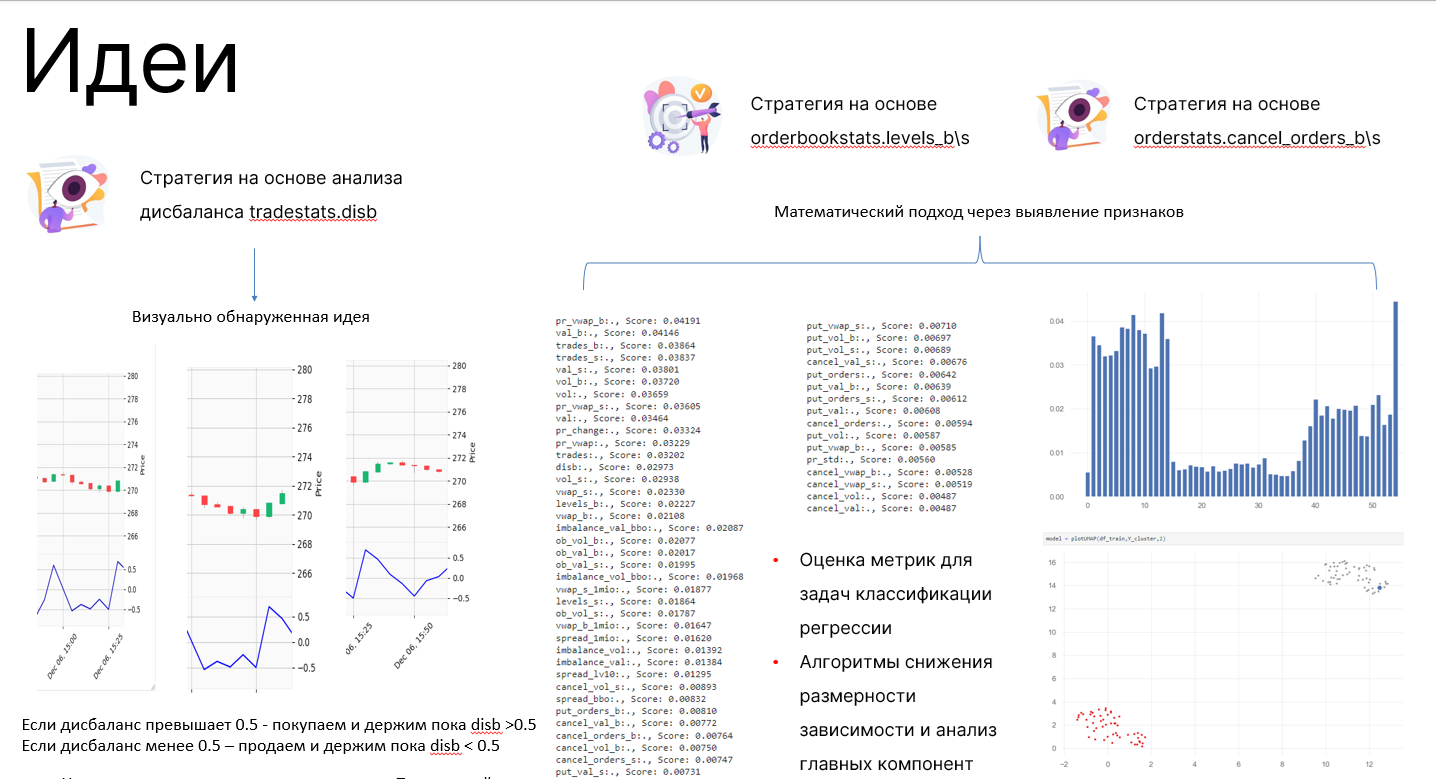 Идеи
Стратегия на основе анализа
дисбаланса tradestats.disb
Визуально обнаруженная идея
280
278
276
274
272
270
268
266
0.5
0.0
−0.5
Price
Dec 06, 15:00
Dec 06, 15:25
280
278
276
274
272
270
268
266
0.5
0.0
−0.5
Price
280
278
276
274
272
270
268
266
0.5
0.0
−0.5
Price
06, 15:25
Dec 06, 15:50
Если дисбаланс превышает 0.5 - покупаем и держим пока disb >0.5
Если дисбаланс менее 0.5 – продаем и держим пока disb < 0.5
Стратегия на основе
orderbookstats.levels_b\s
Стратегия на основе
orderstats.cancel_orders_b\s
Математический подход через выявление признаков
pr_vwap_b:., Score: 0.04191
val_b:., Score: 0.04146
trades_b:., Score: 0.03864
trades_s:., Score: 0.03837
val_s:., Score: 0.03801
vol_b:., Score: 0.03720
vol:., Score: 0.03659
pr_vwap_s:., Score: 0.03605
val:., Score: 0.03464
pr_change:., Score: 0.03324
pr_vwap:., Score: 0.03229
trades:., Score: 0.03202
disb:., Score: 0.02973
vol_s:., Score: 0.02938
vwap_s:., Score: 0.02330
levels_b:., Score: 0.02227
vwap_b:., Score: 0.02108
imbalance_val_bbo:., Score: 0.02087
ob_vol_b:., Score: 0.02077
ob_val_b:., Score: 0.02017
ob_val_s:., Score: 0.01995
imbalance_vol_bbo:., Score: 0.01968
vwap_s_1mio:., Score: 0.01877
levels_s:., Score: 0.01864
ob_vol_s:., Score: 0.01787
vwap_b_1mio:., Score: 0.01647
spread_1mio:., Score: 0.01620
imbalance_vol:., Score: 0.01392
imbalance_val:., Score: 0.01384
spread_lv10:., Score: 0.01295
cancel_vol_s:., Score: 0.00893
spread_bbo:., Score: 0.00832
put_orders_b:., Score: 0.00810
cancel_val_b:., Score: 0.00772
cancel_orders_b:., Score: 0.00764
cancel_vol_b:., Score: 0.00750
cancel_orders_s:., Score: 0.00747
put_val_s:., Score: 0.00731
put_vwap_s:., Score: 0.00710
put_vol_b:., Score: 0.00697
put_vol_s:., Score: 0.00689
cancel_val_s:., Score: 0.00676
put_orders:., Score: 0.00642
put_val_b:., Score: 0.00639
put_orders_s:., Score: 0.00612
put_val:., Score: 0.00608
cancel_orders:., Score: 0.00594
put_vol:., Score: 0.00587
put_vwap_b:., Score: 0.00585
pr_std:., Score: 0.00560
cancel_vwap_b:., Score: 0.00528
cancel_vwap_s:., Score: 0.00519
cancel_vol:., Score: 0.00487
cancel_val:., Score: 0.00487
• Оценка метрик для
задач классификации
регрессии
• Алгоритмы снижения
размерности
зависимости и анализ
главных компонент
0.04
0.03
0.02
0.01
0.00
0 10 20 30 40 50
model = plotUMAP(df_train,Y_cluster,2)
16
14
12
10
8
6
4
2
0
−2 0 2 4 6 8 10 12